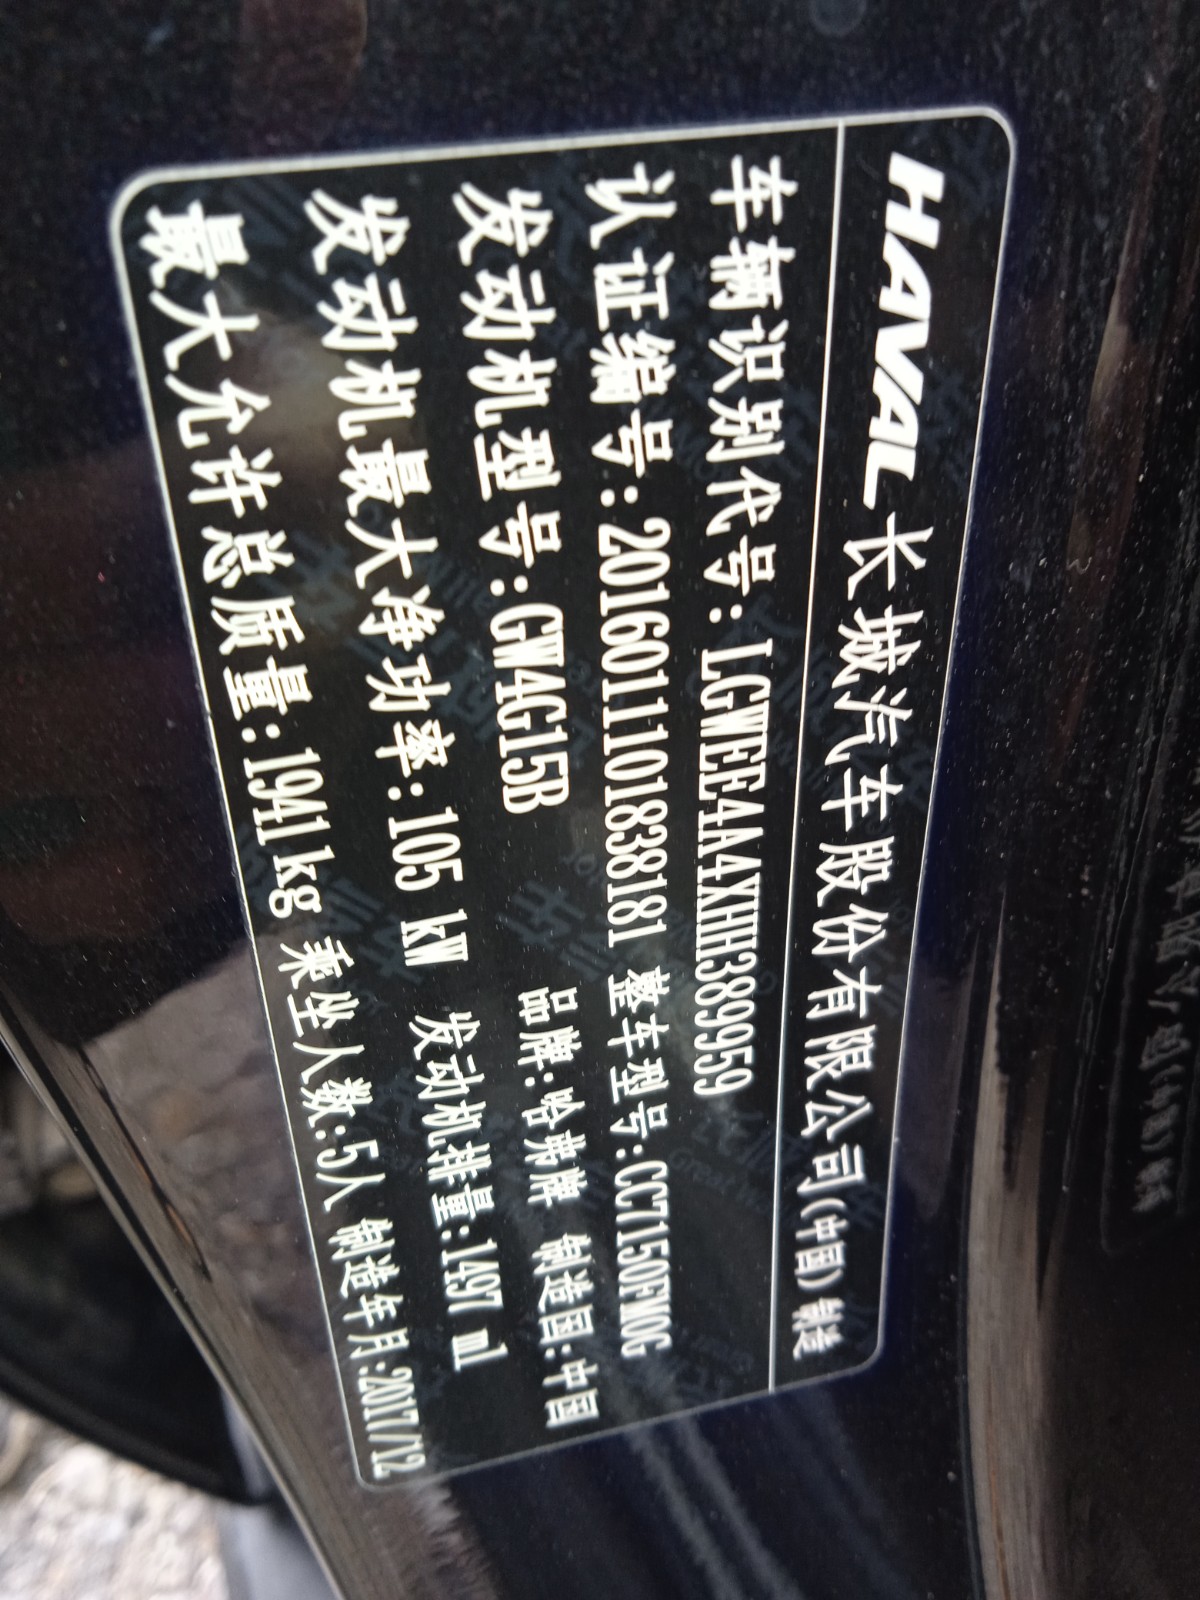 HAVAL 长城汽车股份有限公司(中国)制造
车辆识别代号:LGWEE4A4XHH389959
认证编号:2016011101838181 整车型号:CC7150FM0G
发动机型号:GW4G15B 品牌:哈弗牌 制造国:中国
发动机最大净功率:105 kW 发动机排量:1497 ml
最大允许总质量:1941kg 乘坐人数:5人 制造年月:2017/12